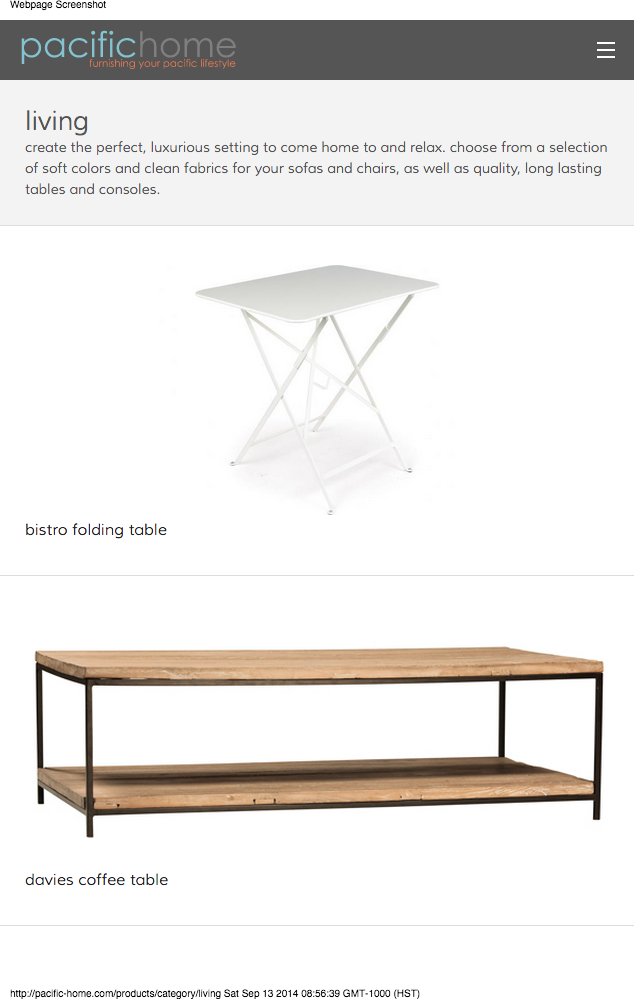 Webpage Screenshot
pacifichome
furnishing your pacific lifestyle
living
create the perfect, luxurious setting to come home to and relax. choose from a selection
of soft colors and clean fabrics for your sofas and chairs, as well as quality, long lasting
tables and consoles.
bistro folding table
davies coffee table
http://pacific-home.com/products/category/living Sat Sep 13 2014 08:56:39 GMT-1000 (HST)